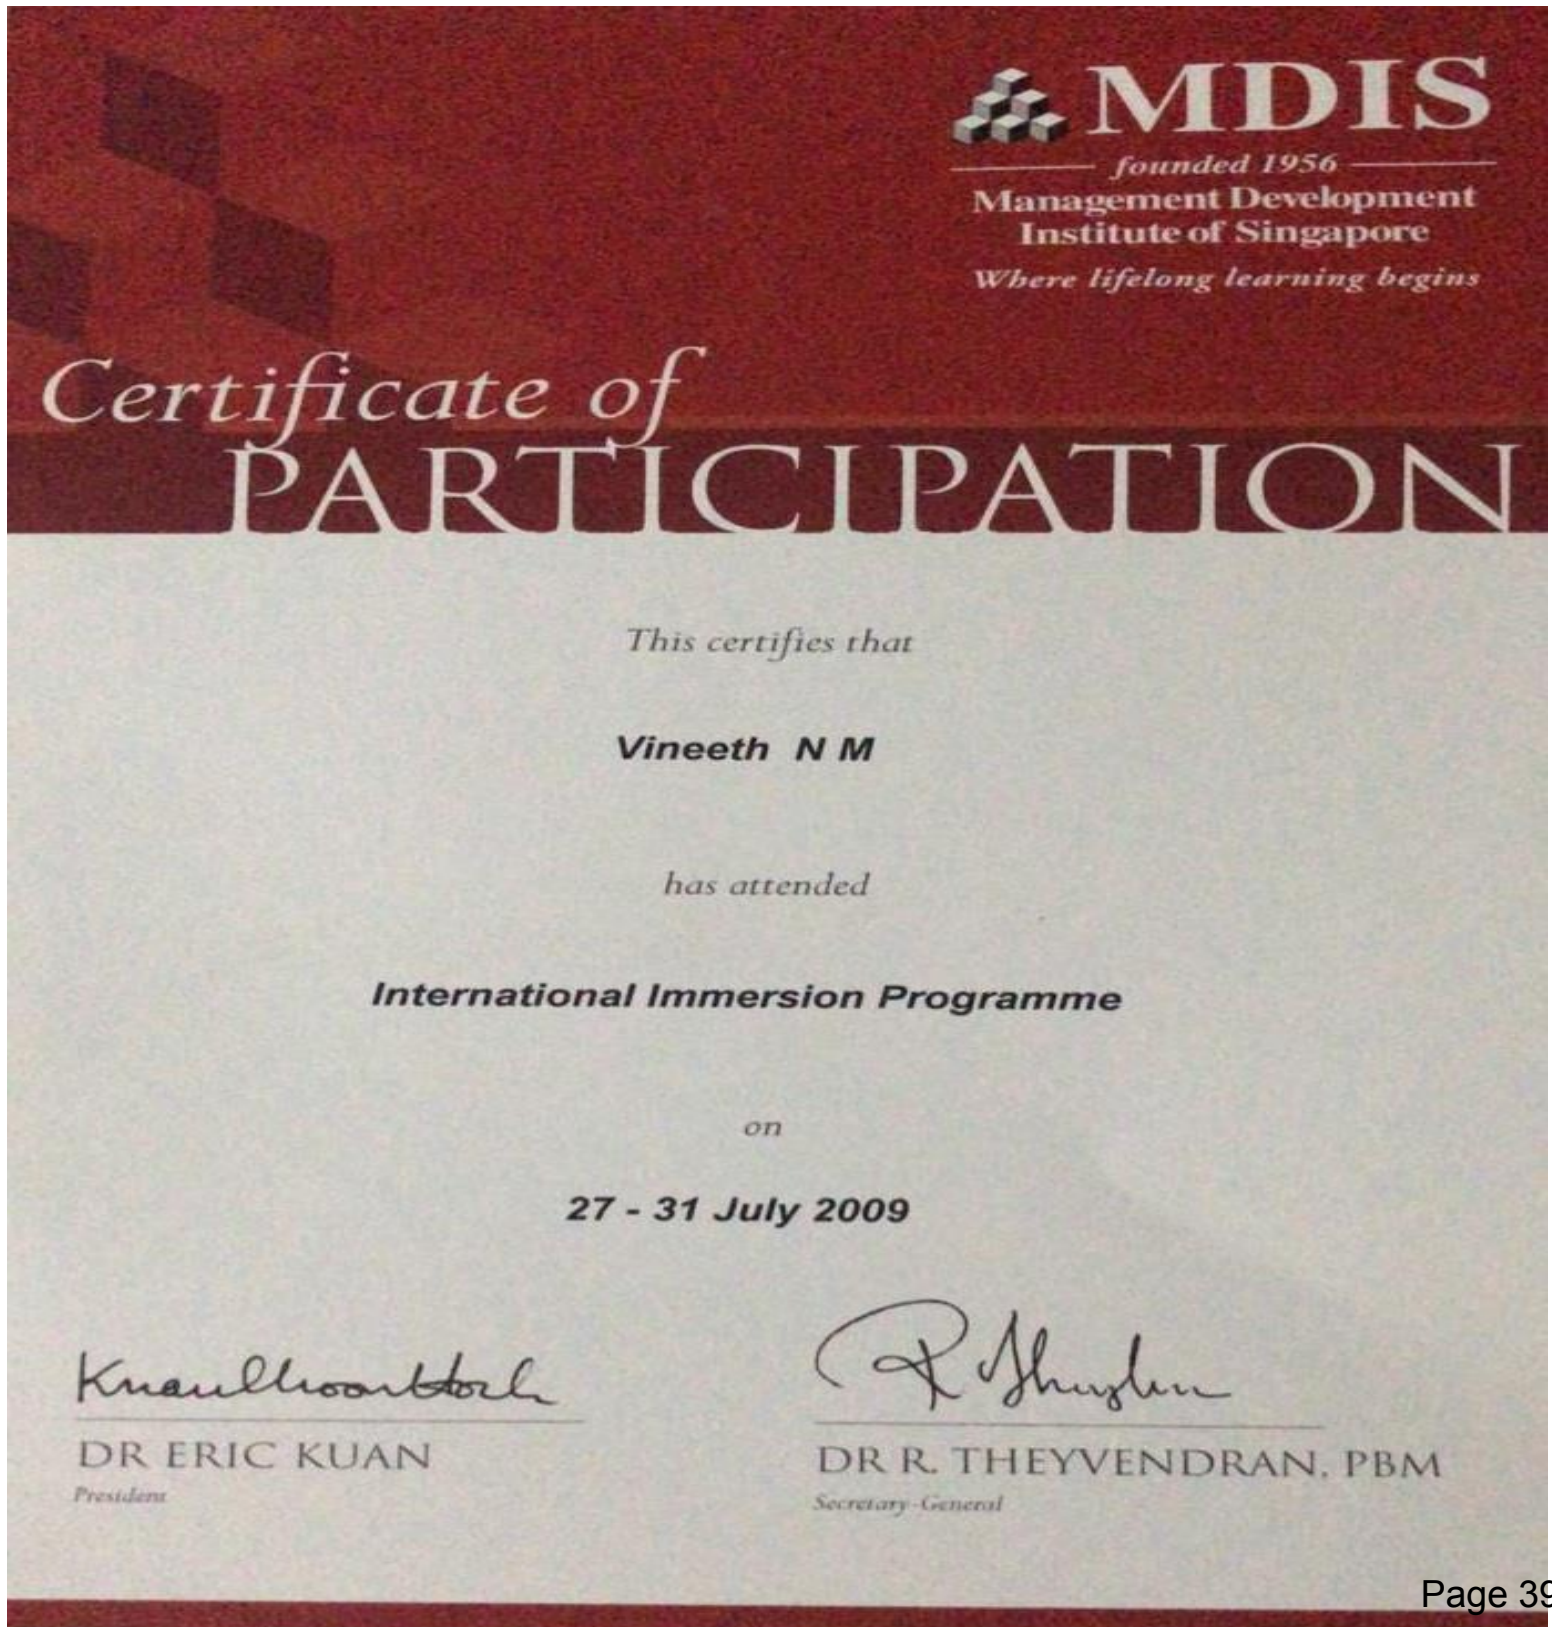 MDIS
founded 1956
Management Development
Institute of Singapore
Where lifelong learning begins
Certificate of
PARTICIPATION
This certifies that
Vineeth N M
has attended
International Immersion Programme
on
27 - 31 July 2009
DR ERIC KUAN
President
DR R. THEYVENDRAN, PBM
Secretary-General
Page 39